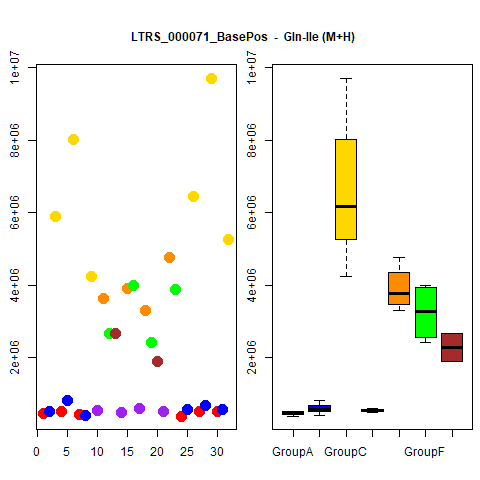 LTRS_000071_BasePos - Gln-Ile (M+H)
1e+07
8e+06
6e+06
4e+06
2e+06
0 5 10 15 20 25 30
1e+07
8e+06
6e+06
4e+06
2e+06
GroupA GroupC GroupF